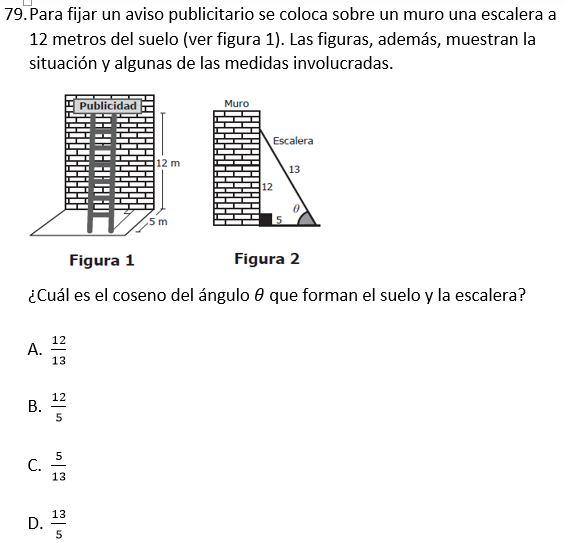 79. Para fijar un aviso publicitario se coloca sobre un muro una escalera a
12 metros del suelo (ver figura 1). Las figuras, además, muestran la
situación y algunas de las medidas involucradas.
Publicidad
12 m
5 m
Figura 1
Muro
Escalera
13
12
θ
5
Figura 2
¿Cuál es el coseno del ángulo θ que forman el suelo y la escalera?
A. 12/13
B. 12/5
C. 5/13
D. 13/5